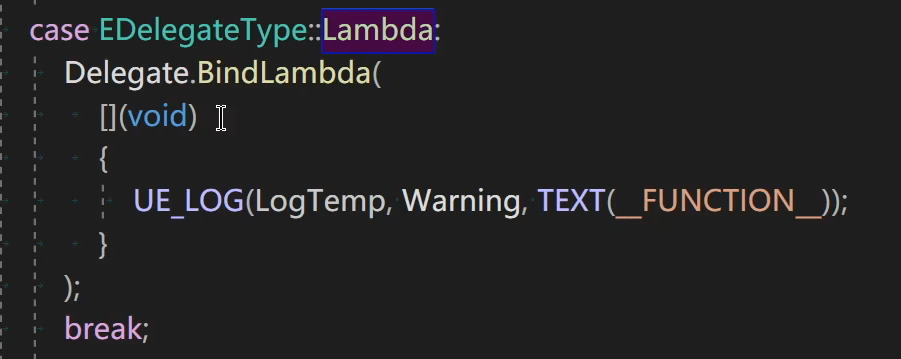 case EDelegateType::Lambda:
Delegate.BindLambda(
[](void)
{
UE_LOG(LogTemp, Warning, TEXT(__FUNCTION__));
}
);
break;